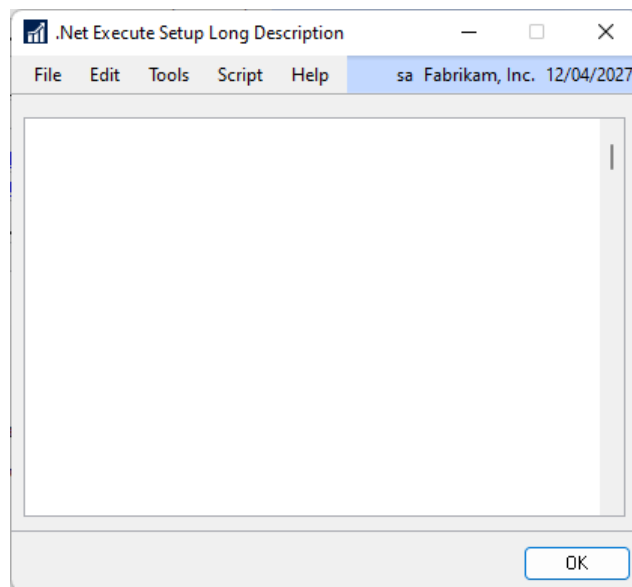 .Net Execute Setup Long Description
File Edit Tools Script Help sa Fabrikam, Inc. 12/04/2027
OK